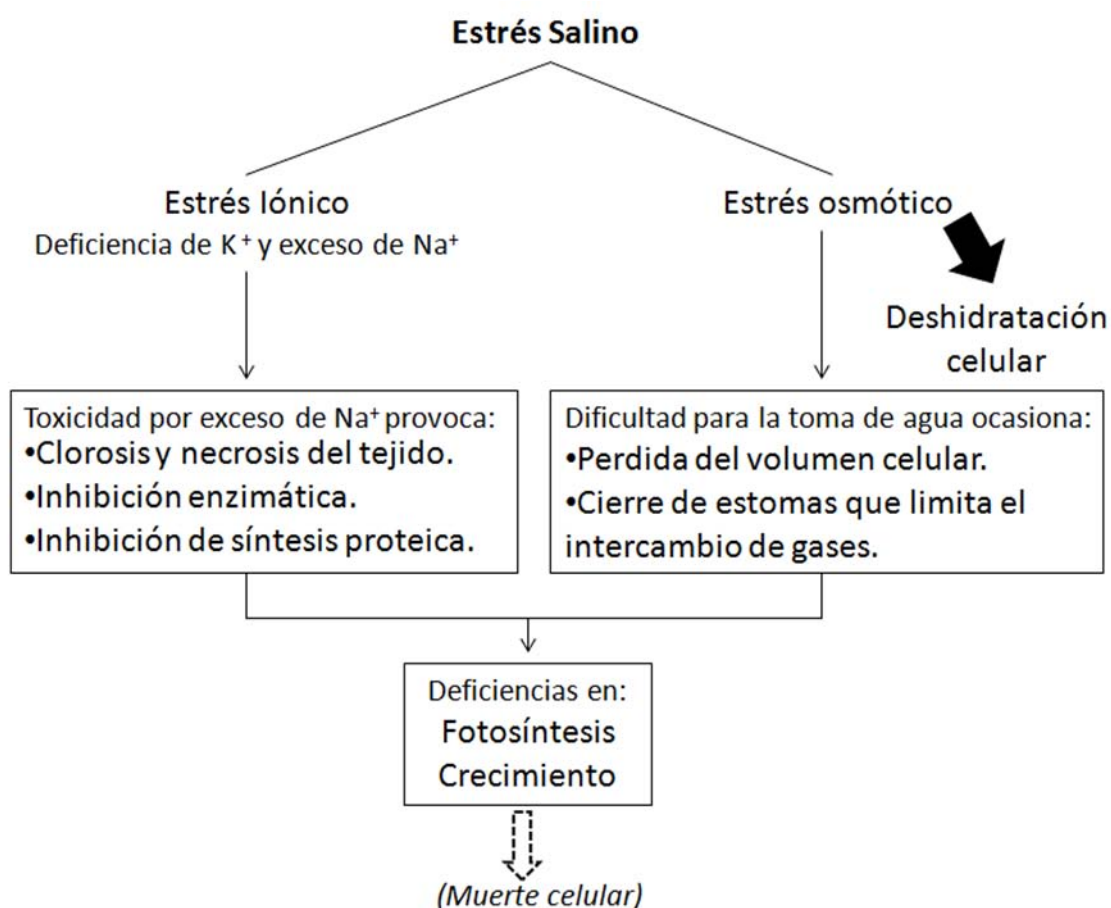 Estrés Salino
Estrés Iónico
Deficiencia de K⁺ y exceso de Na⁺
Estrés osmótico
Deshidratación
celular
Toxicidad por exceso de Na⁺ provoca:
•Clorosis y necrosis del tejido.
•Inhibición enzimática.
•Inhibición de síntesis proteica.
Dificultad para la toma de agua ocasiona:
•Perdida del volumen celular.
•Cierre de estomas que limita el
intercambio de gases.
Deficiencias en:
Fotosíntesis
Crecimiento
(Muerte celular)